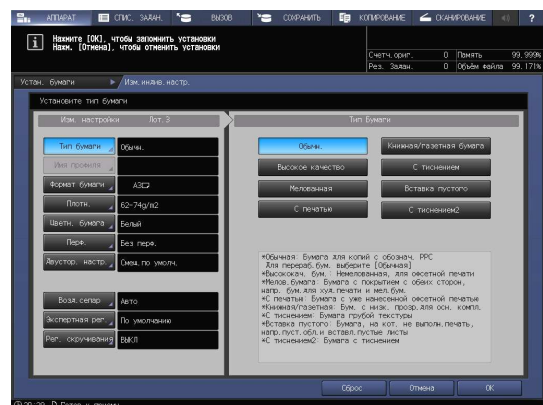 АППАРАТ
СПИС. ЗАДАН.
ВЫЗОВ
СОХРАНИТЬ
КОПИРОВАНИЕ
СКАНИРОВАНИЕ
?
Нажмите [OK], чтобы запомнить установки
Нажм. [Отмена], чтобы отменить установки
Счетч.ориг. 0 Память 99.999%
Рез. Задан. 0 Объём файла 99.171%
Устан. бумаги
Изм.индив.настр.
Установите тип бумаги
Изм. настройки Лот.3
Тип бумаги
Обычн.
Имя профиля
Формат бумаги
A3
Плотн.
62-74g/m2
Цветн. бумага
Белый
Перф.
Без перф.
Двустор. настр.
Смещ.по умолч.
Возд.сепар
Авто
Экспертная рег.
По умолчанию
Рег. скручивания
ВЫКЛ
Тип Бумаги
Обычн.
Книжная/газетная бумага
Высокое качество
С тиснением
Мелованная
Вставка пустого
С печатью
С тиснением2
*Обычная: Бумага для копий с обознач. PPC
Для перераб.бум. выберите [Обычная]
*Высококач. бум.: Немелованная, для офсетной печати
*Мелов.бумага: Бумага с покрытием с обеих сторон,
напр. бум.для худ.печати и мел.бум.
*С печатью: Бумага с уже нанесенной офсетной печатью
*Книжная/газетная: Бум. с низк. прозр.для осн. компл.
*С тиснением: Бумага грубой текстуры
*Вставка пустого: Бумага, на кот. не выполн.печать,
напр.пуст.обл.и вставл.пустые листы
*С тиснением2: Бумага с тиснением
Сброс
Отмена
OK